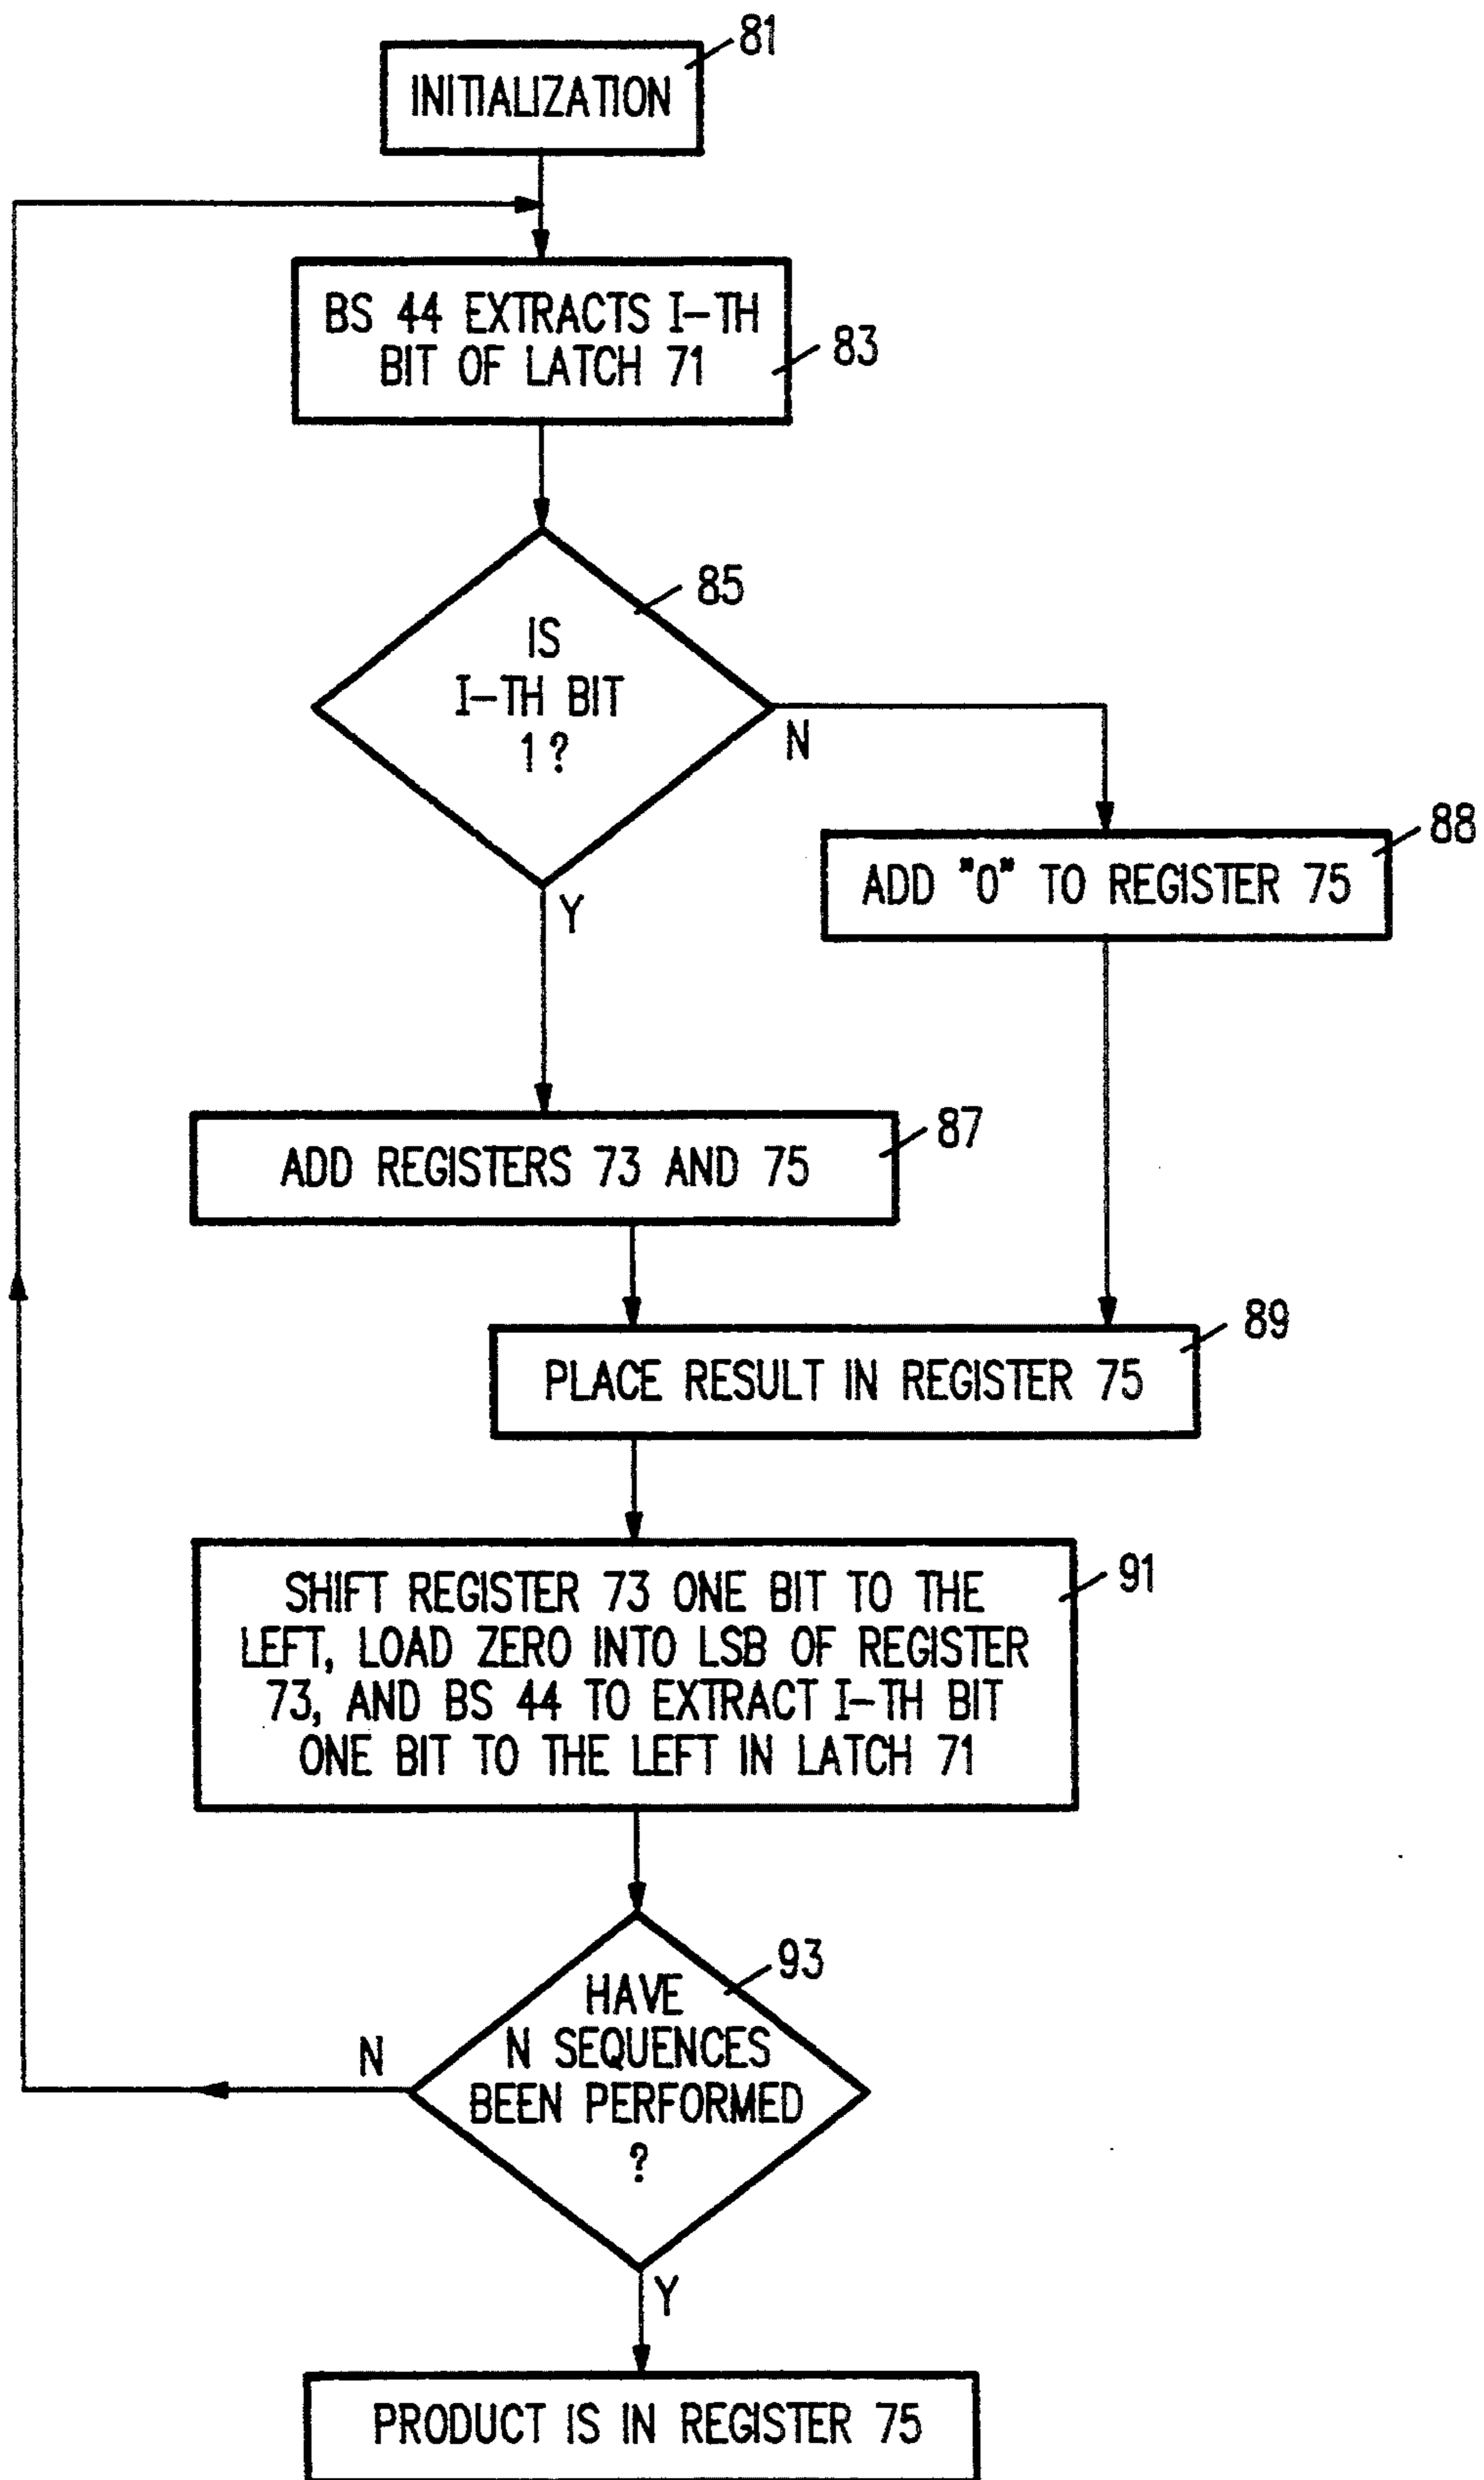 81
INITIALIZATION
BS 44 EXTRACTS I-TH
BIT OF LATCH 71
83
85
IS
I-TH BIT
1?
N
Y
88
ADD "0" TO REGISTER 75
87
ADD REGISTERS 73 AND 75
89
PLACE RESULT IN REGISTER 75
91
SHIFT REGISTER 73 ONE BIT TO THE
LEFT, LOAD ZERO INTO LSB OF REGISTER
73, AND BS 44 TO EXTRACT I-TH BIT
ONE BIT TO THE LEFT IN LATCH 71
93
HAVE
N SEQUENCES
BEEN PERFORMED
?
N
Y
PRODUCT IS IN REGISTER 75